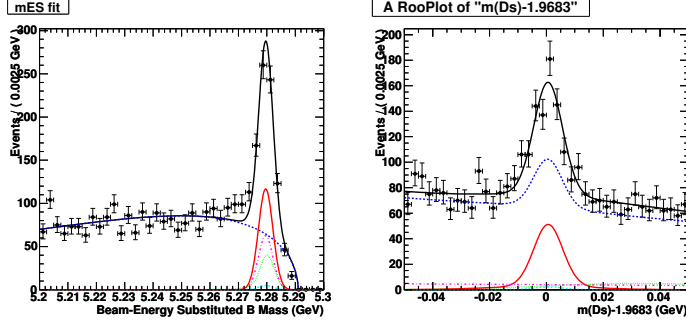 mES fit
Events / ( 0.0025 GeV )
300
250
200
150
100
50
0
5.2 5.21 5.22 5.23 5.24 5.25 5.26 5.27 5.28 5.29 5.3
Beam-Energy Substituted B Mass (GeV)
A RooPlot of "m(Ds)-1.9683"
Events / ( 0.0025 GeV )
200
180
160
140
120
100
80
60
40
20
0
-0.04 -0.02 0 0.02 0.04
m(Ds)-1.9683 (GeV)